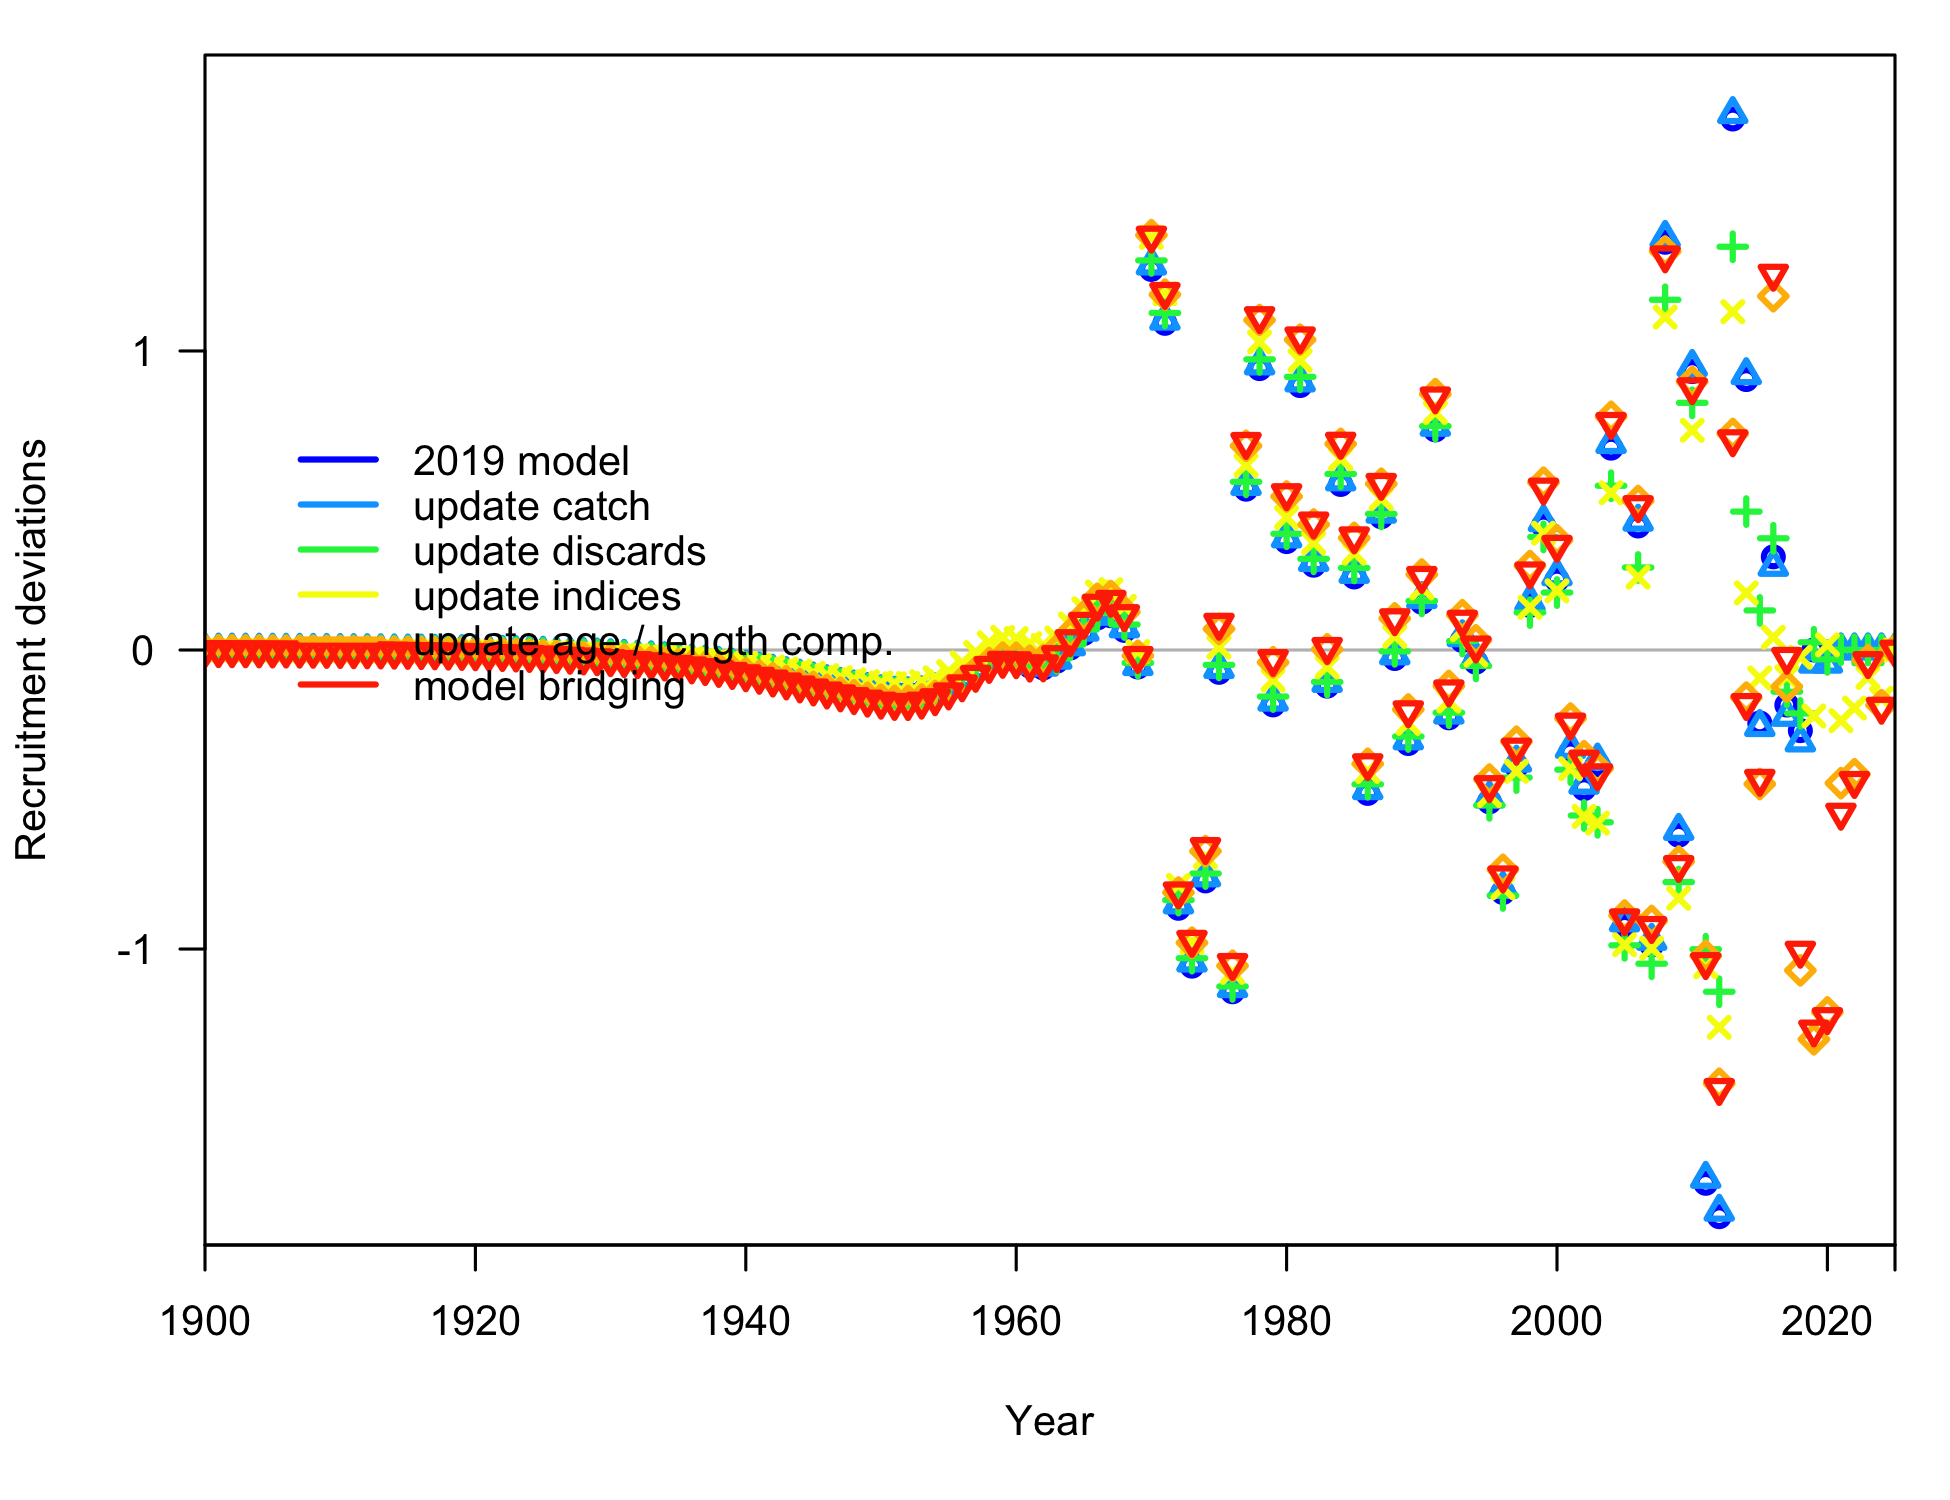 Recruitment deviations
1
0
-1
2019 model
update catch
update discards
update indices
update age / length comp.
model bridging
1900 1920 1940 1960 1980 2000 2020
Year